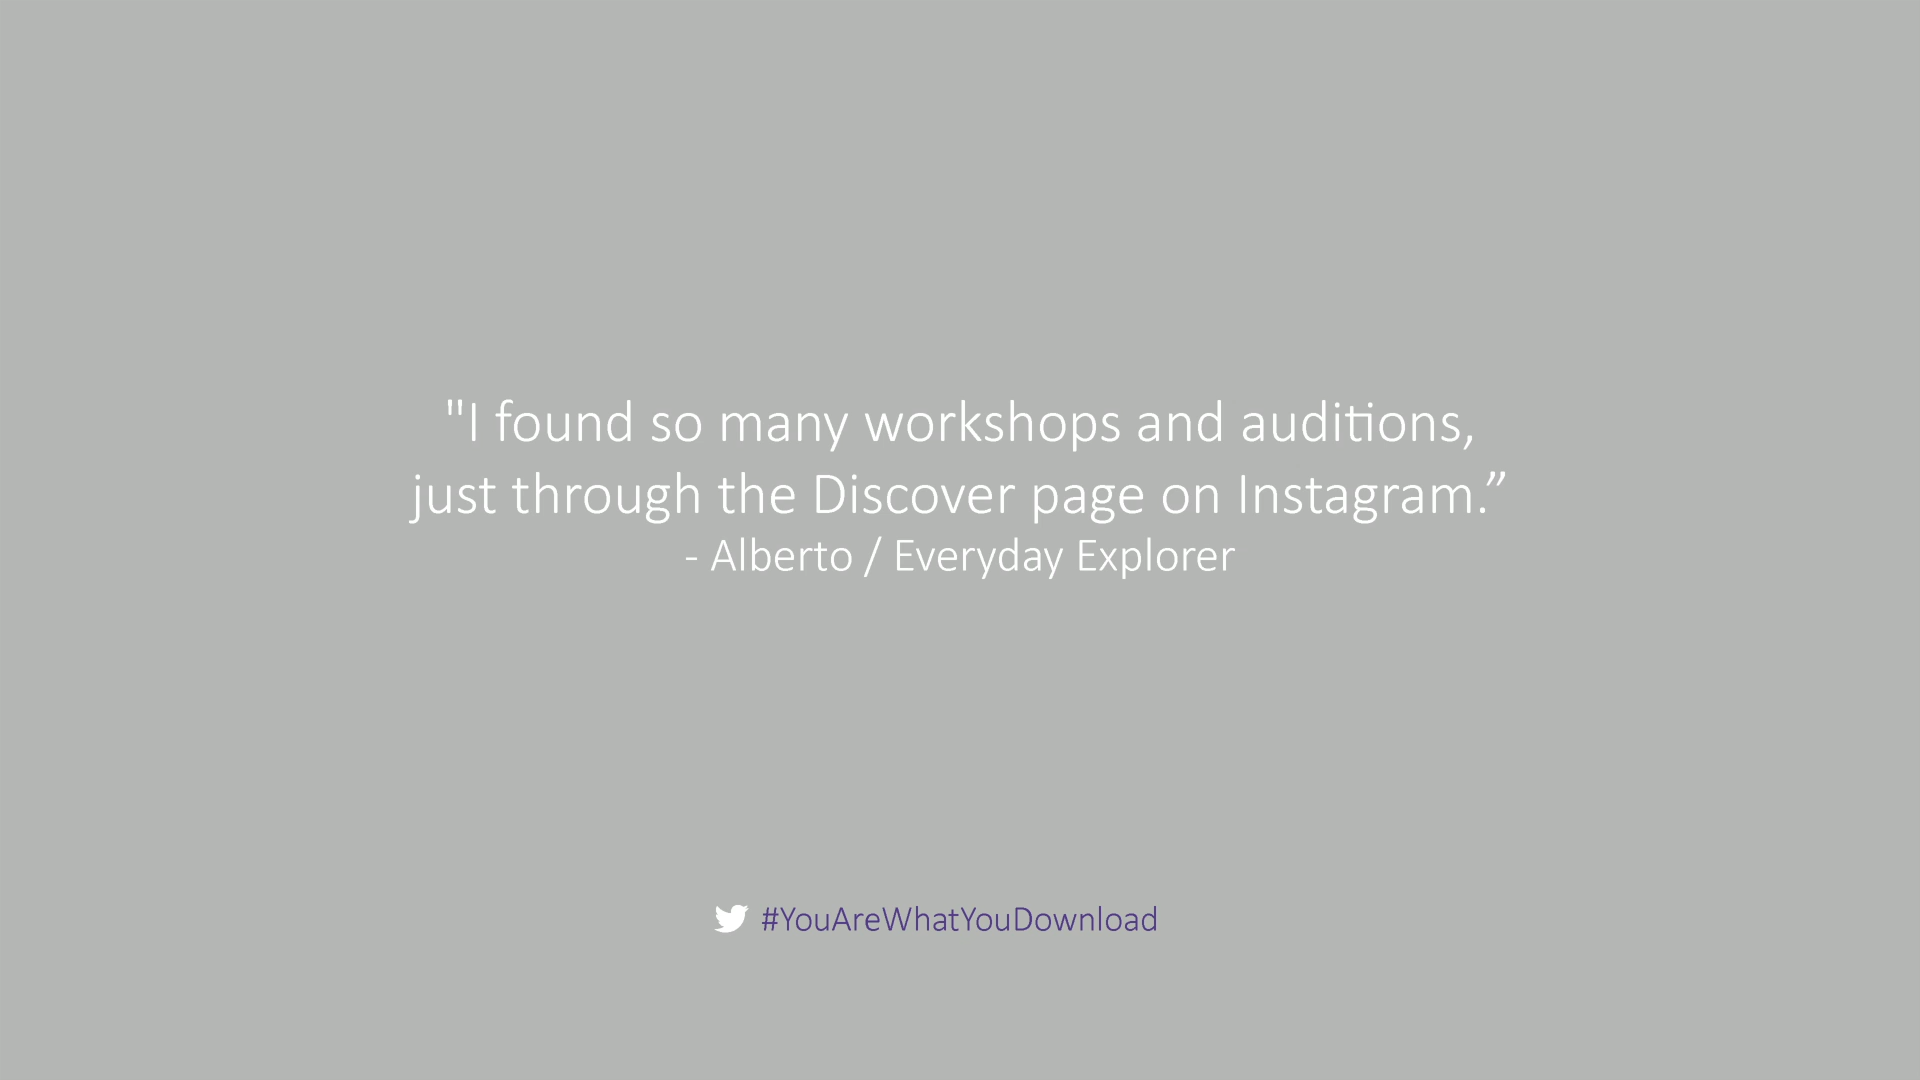 "I found so many workshops and auditions,
just through the Discover page on Instagram.”
- Alberto / Everyday Explorer
#YouAreWhatYouDownload